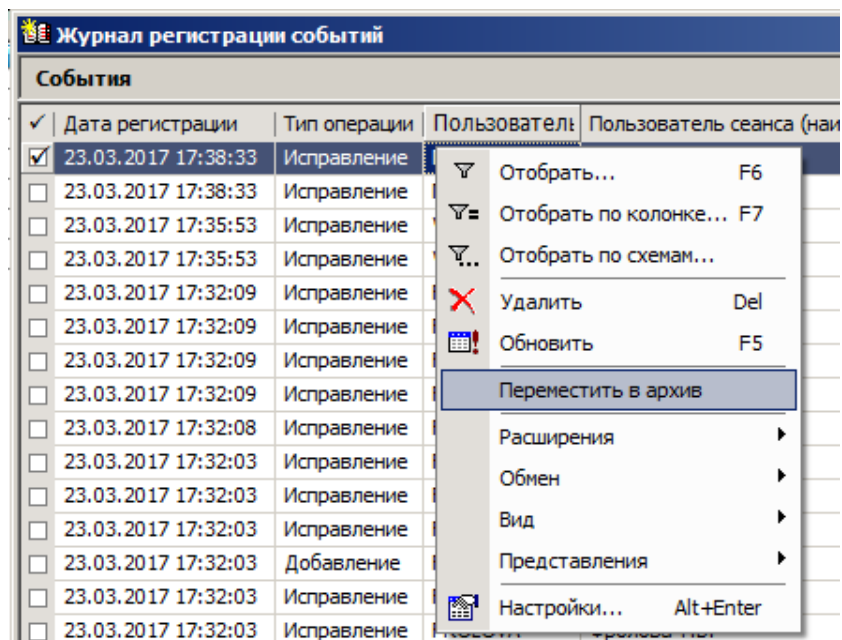 Журнал регистрации событий
События
Дата регистрации Тип операции Пользователь Пользователь сеанса (наи
23.03.2017 17:38:33 Исправление
23.03.2017 17:38:33 Исправление
23.03.2017 17:35:53 Исправление
23.03.2017 17:35:53 Исправление
23.03.2017 17:32:09 Исправление
23.03.2017 17:32:09 Исправление
23.03.2017 17:32:09 Исправление
23.03.2017 17:32:09 Исправление
23.03.2017 17:32:08 Исправление
23.03.2017 17:32:03 Исправление
23.03.2017 17:32:03 Исправление
23.03.2017 17:32:03 Исправление
23.03.2017 17:32:03 Добавление
23.03.2017 17:32:03 Исправление
23.03.2017 17:32:03 Исправление
Отобрать... F6
Отобрать по колонке... F7
Отобрать по схемам...
Удалить Del
Обновить F5
Переместить в архив
Расширения
Обмен
Вид
Представления
Настройки... Alt+Enter